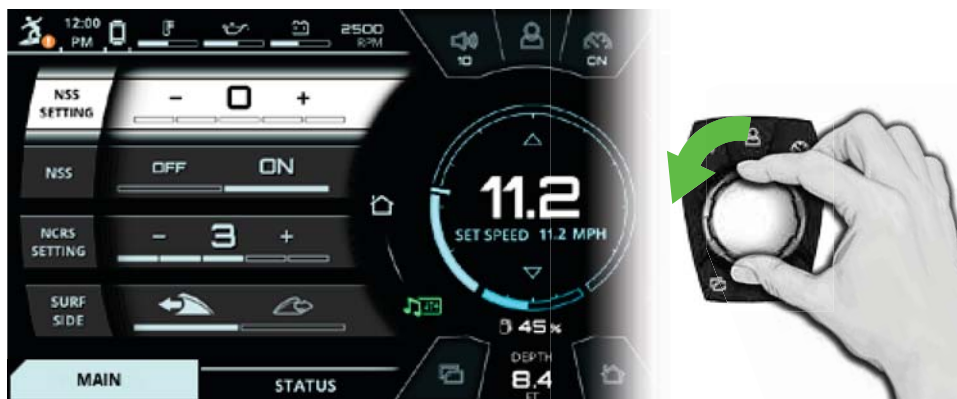 12:00
PM
2500
RPM
10
ON
NSS
SETTING
- 0 +
NSS
OFF ON
NCRS
SETTING
- 3 +
SURF
SIDE
11.2
SET SPEED 11.2 MPH
45%
DEPTH
8.4
FT
MAIN
STATUS